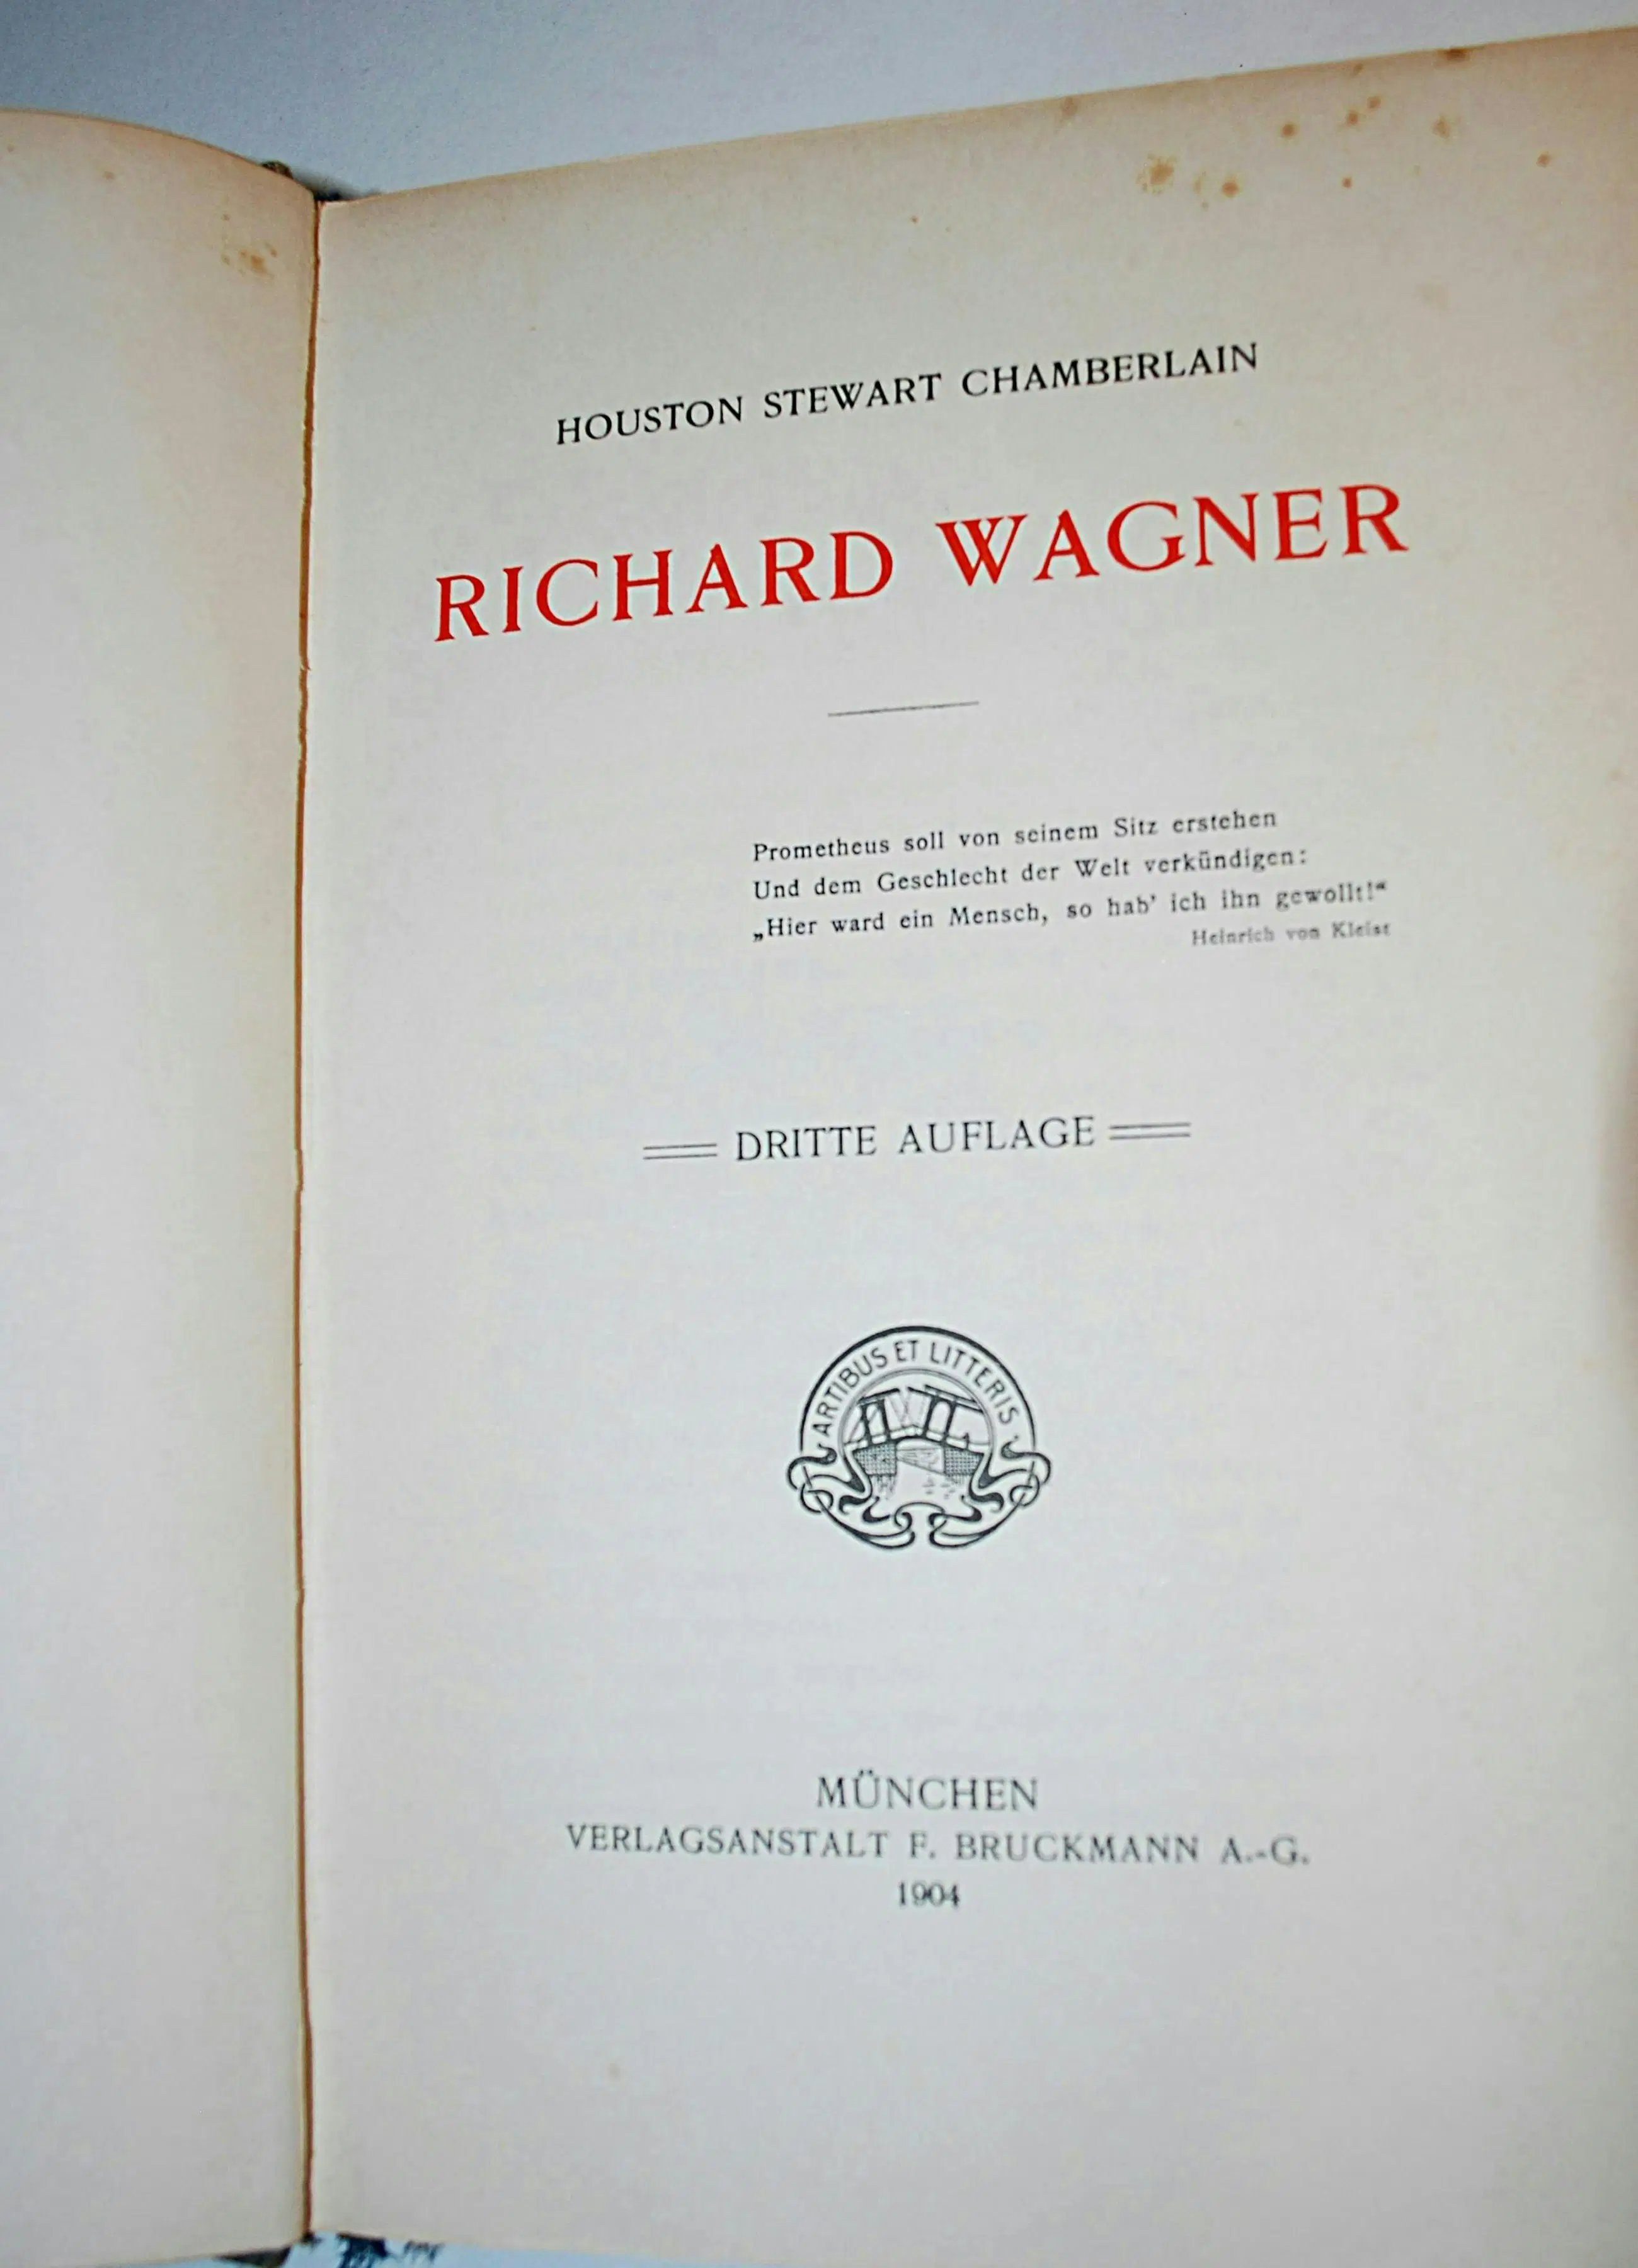 HOUSTON STEWART CHAMBERLAIN
RICHARD WAGNER
Prometheus soll von seinem Sitz erstehen
Und dem Geschlecht der Welt verkündigen:
„Hier ward ein Mensch, so hab' ich ihn gewollt!“
Heinrich von Kleist
DRITTE AUFLAGE
ARTIBUS ET LITTERIS
MÜNCHEN
VERLAGSANSTALT F. BRUCKMANN A.-G.
1904